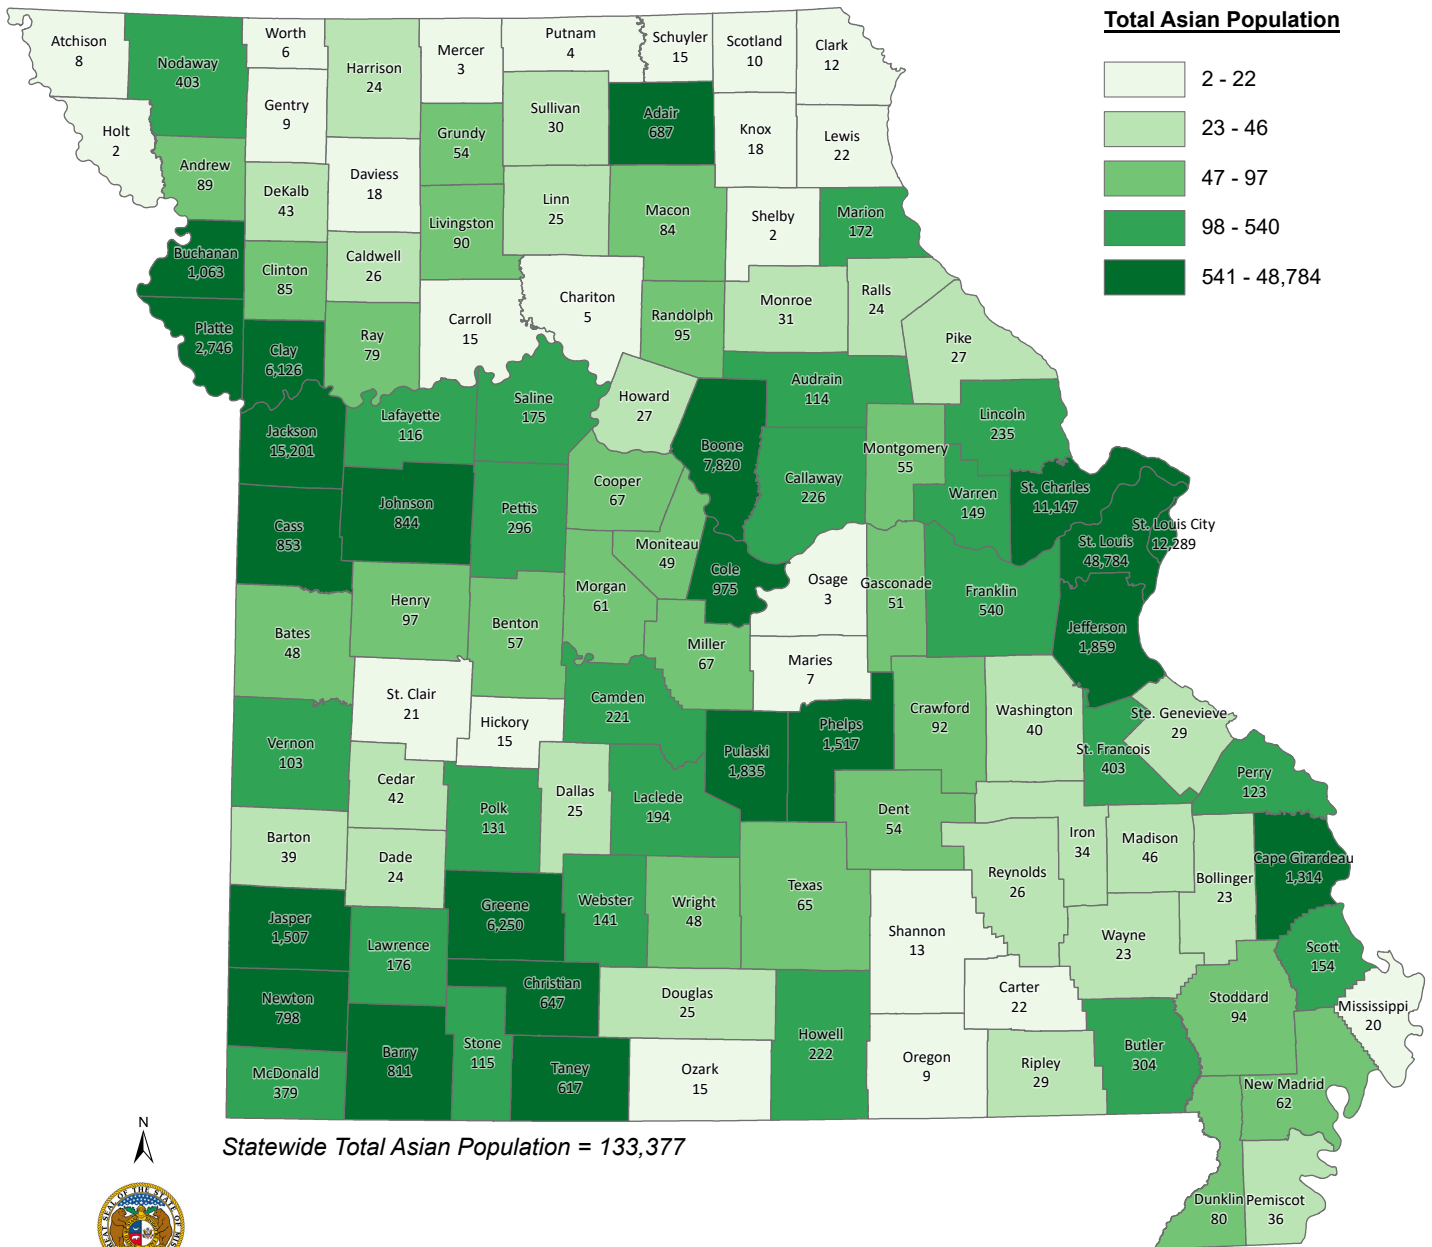 Total Asian Population
2 - 22
23 - 46
47 - 97
98 - 540
541 - 48,784
Atchison
8
Nodaway
403
Worth
6
Harrison
24
Mercer
3
Putnam
4
Schuyler
15
Scotland
10
Clark
12
Holt
2
Gentry
9
Grundy
54
Sullivan
30
Adair
687
Knox
18
Lewis
22
Andrew
89
DeKalb
43
Daviess
18
Livingston
90
Linn
25
Macon
84
Shelby
2
Marion
172
Buchanan
1,063
Clinton
85
Caldwell
26
Carroll
15
Chariton
5
Randolph
95
Monroe
31
Ralls
24
Pike
27
Platte
2,746
Clay
6,126
Ray
79
Saline
175
Howard
27
Audrain
114
Lincoln
235
Jackson
15,201
Lafayette
116
Boone
7,820
Callaway
226
Montgomery
55
Warren
149
St. Charles
11,147
St. Louis City
12,289
St. Louis
48,784
Cass
853
Johnson
844
Pettis
296
Cooper
67
Moniteau
49
Cole
975
Osage
3
Gasconade
51
Franklin
540
Jefferson
1,859
Bates
48
Henry
97
Benton
57
Morgan
61
Miller
67
Maries
7
St. Clair
21
Hickory
15
Camden
221
Pulaski
1,835
Phelps
1,517
Crawford
92
Washington
40
Ste. Genevieve
29
St. Francois
403
Perry
123
Vernon
103
Cedar
42
Polk
131
Dallas
25
Laclede
194
Dent
54
Iron
34
Madison
46
Barton
39
Dade
24
Greene
6,250
Webster
141
Wright
48
Texas
65
Reynolds
26
Bollinger
23
Cape Girardeau
1,314
Jasper
1,507
Lawrence
176
Shannon
13
Wayne
23
Scott
154
Newton
798
Christian
647
Douglas
25
Howell
222
Carter
22
Stoddard
94
Mississippi
20
McDonald
379
Barry
811
Stone
115
Taney
617
Ozark
15
Oregon
9
Ripley
29
Butler
304
New Madrid
62
Dunklin
80
Pemiscot
36
N
Statewide Total Asian Population = 133,377